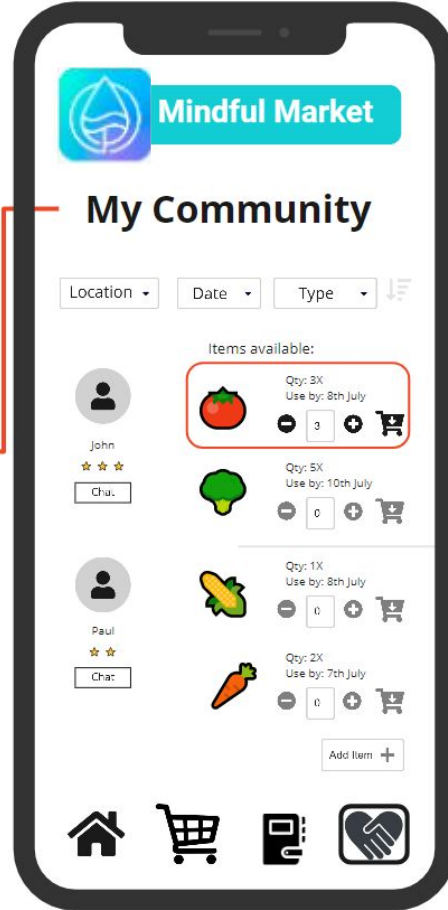 Mindful Market
My Community
Location
Date
Type
Items available:
Qty: 3X
Use by: 8th July
3
John
Chat
Qty: 5X
Use by: 10th July
0
Paul
Chat
Qty: 1X
Use by: 8th July
0
Qty: 2X
Use by: 7th July
0
Add Item